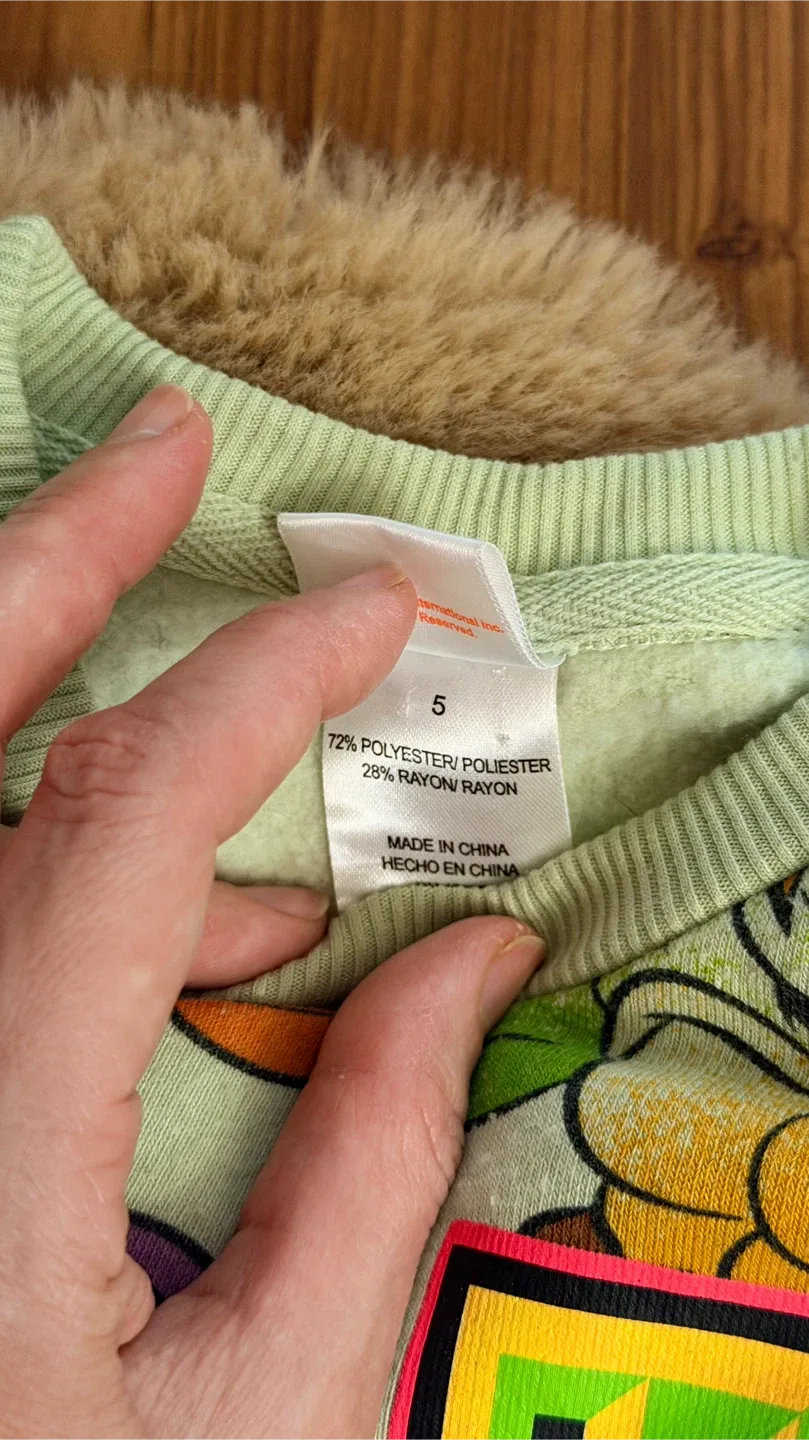 International Inc.
Reserved.
5
72% POLYESTER/ POLIESTER
28% RAYON/ RAYON
MADE IN CHINA
HECHO EN CHINA